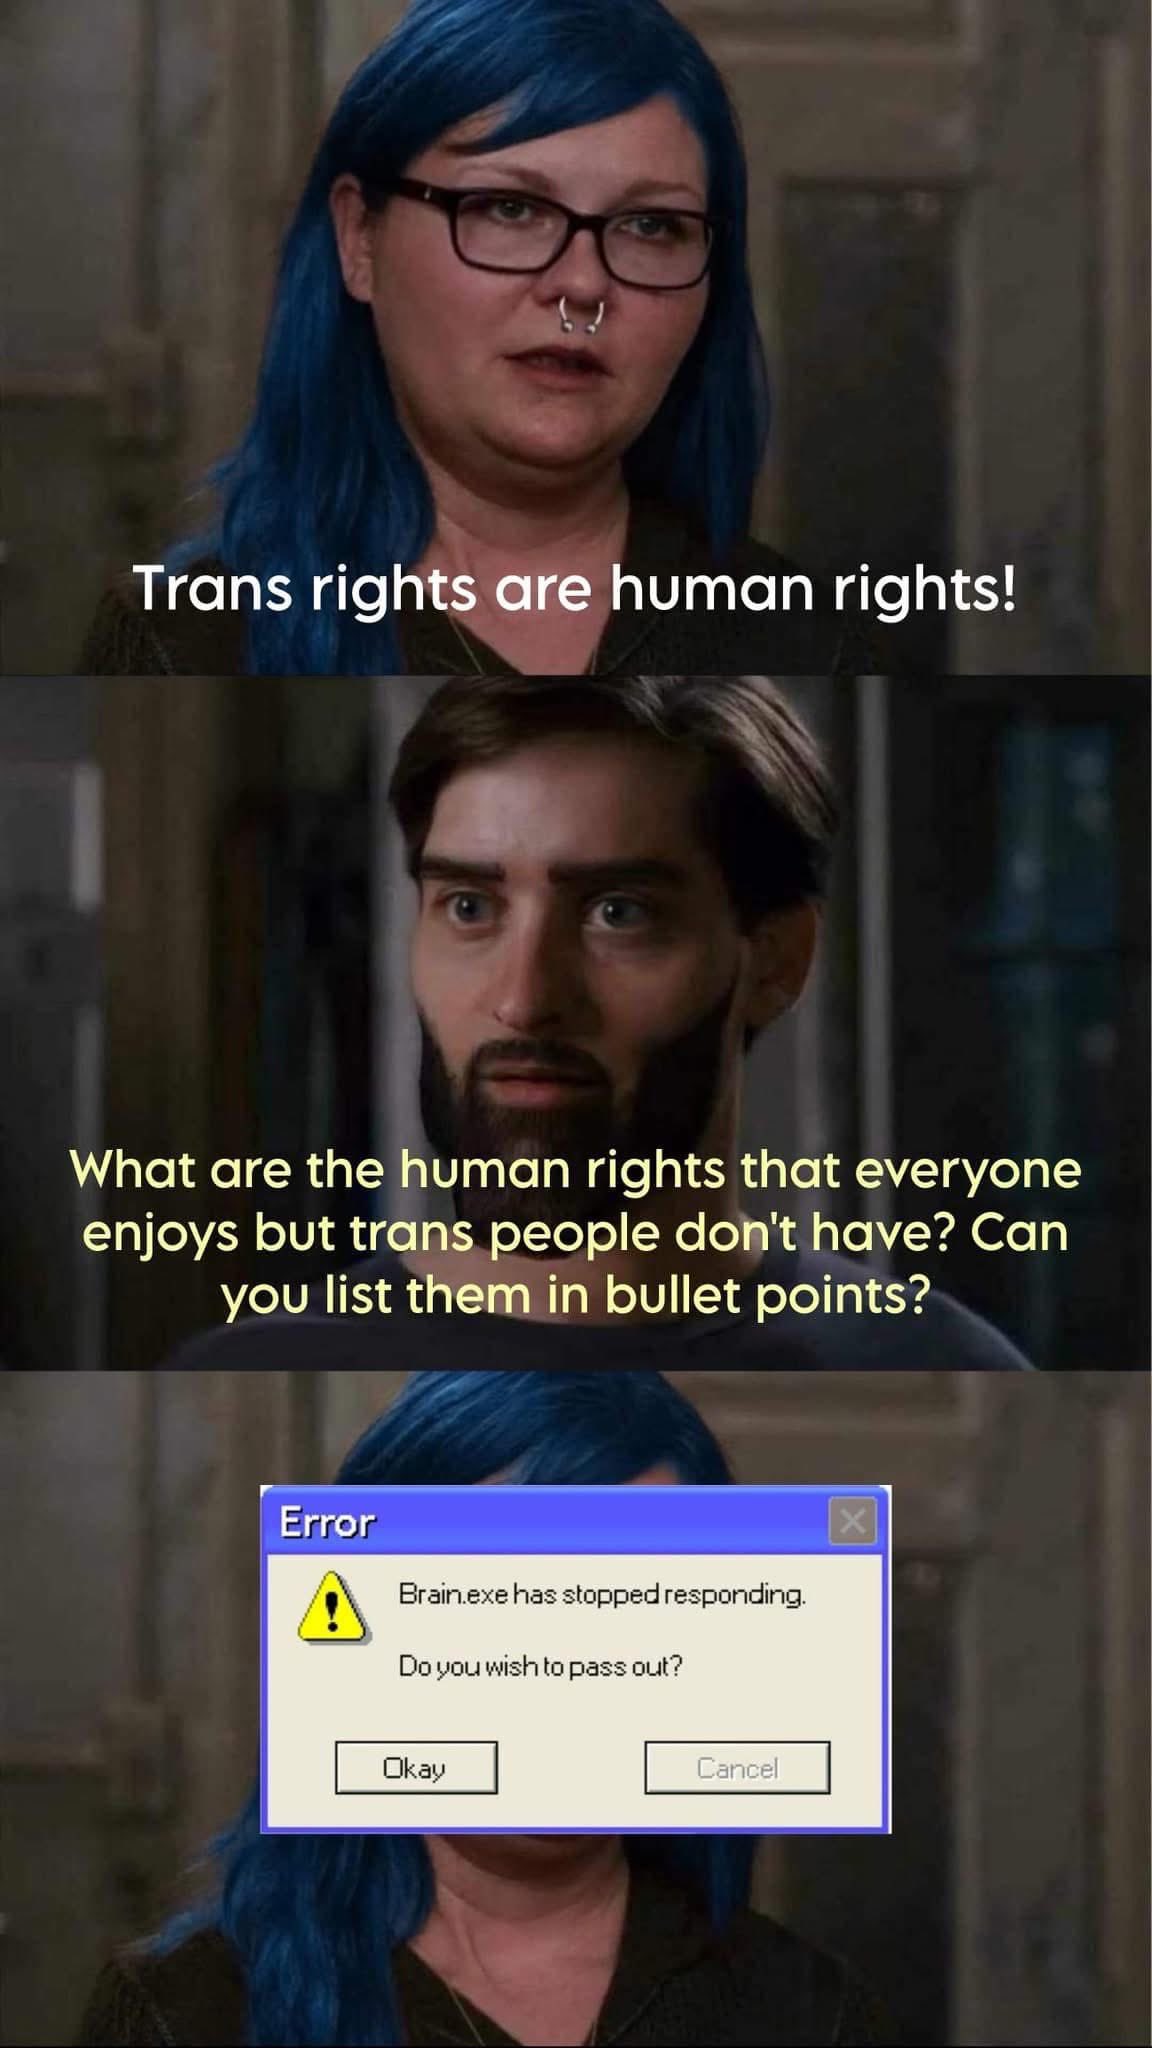 Trans rights are human rights!
What are the human rights that everyone
enjoys but trans people don't have? Can
you list them in bullet points?
Error
Brain.exe has stopped responding.
Do you wish to pass out?
Okay
Cancel